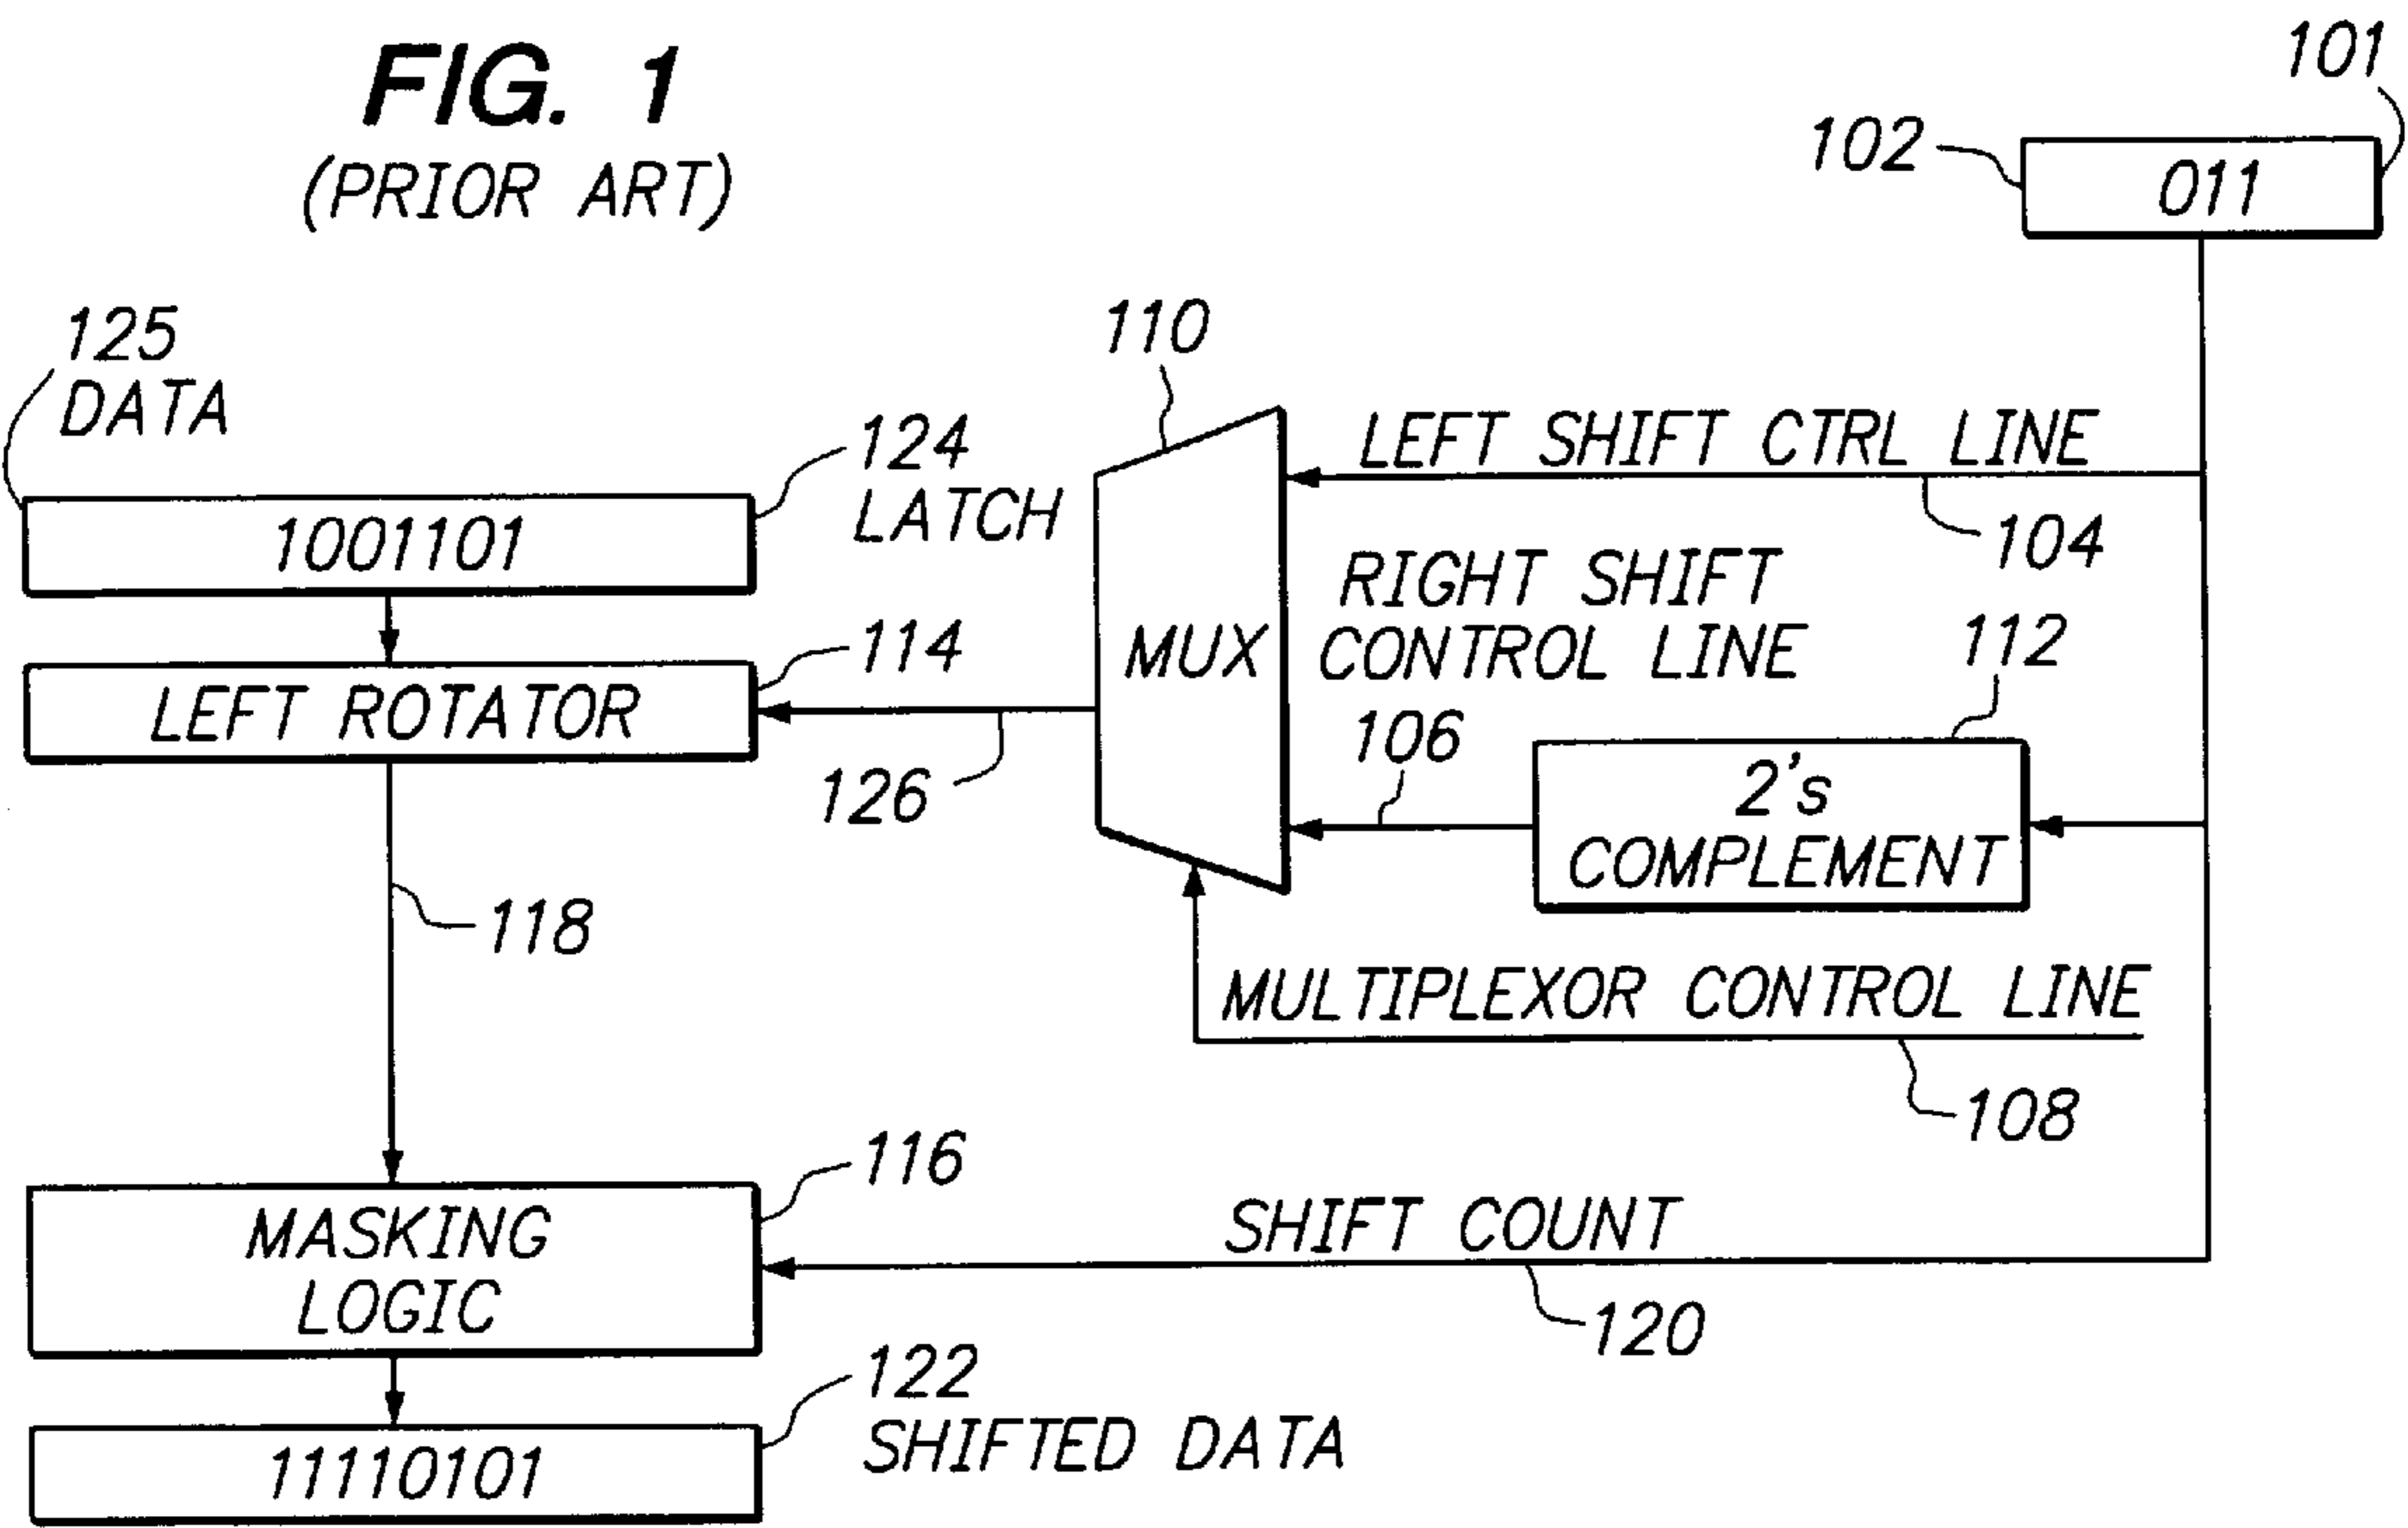 FIG. 1
(PRIOR ART)
101
102
011
125
DATA
124
LATCH
1001101
110
LEFT SHIFT CTRL LINE
104
RIGHT SHIFT
CONTROL LINE
112
114
LEFT ROTATOR
MUX
126
106
2's
COMPLEMENT
118
MULTIPLEXOR CONTROL LINE
108
116
MASKING
LOGIC
SHIFT COUNT
120
122
SHIFTED DATA
11110101